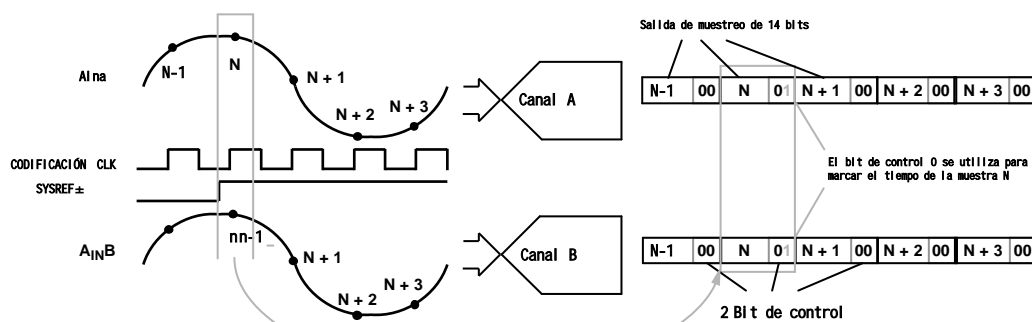 Salida de muestreo de 14 bits
AIna
N-1
N
N + 1
N + 2
N + 3
Canal A
N-1 00 N 01 N + 1 00 N + 2 00 N + 3 00
CODIFICACIÓN CLK
SYSREF±
El bit de control 0 se utiliza para
marcar el tiempo de la muestra N
AINB
nn-1
N + 1
N + 2
N + 3
Canal B
N-1 00 N 01 N + 1 00 N + 2 00 N + 3 00
2 Bit de control